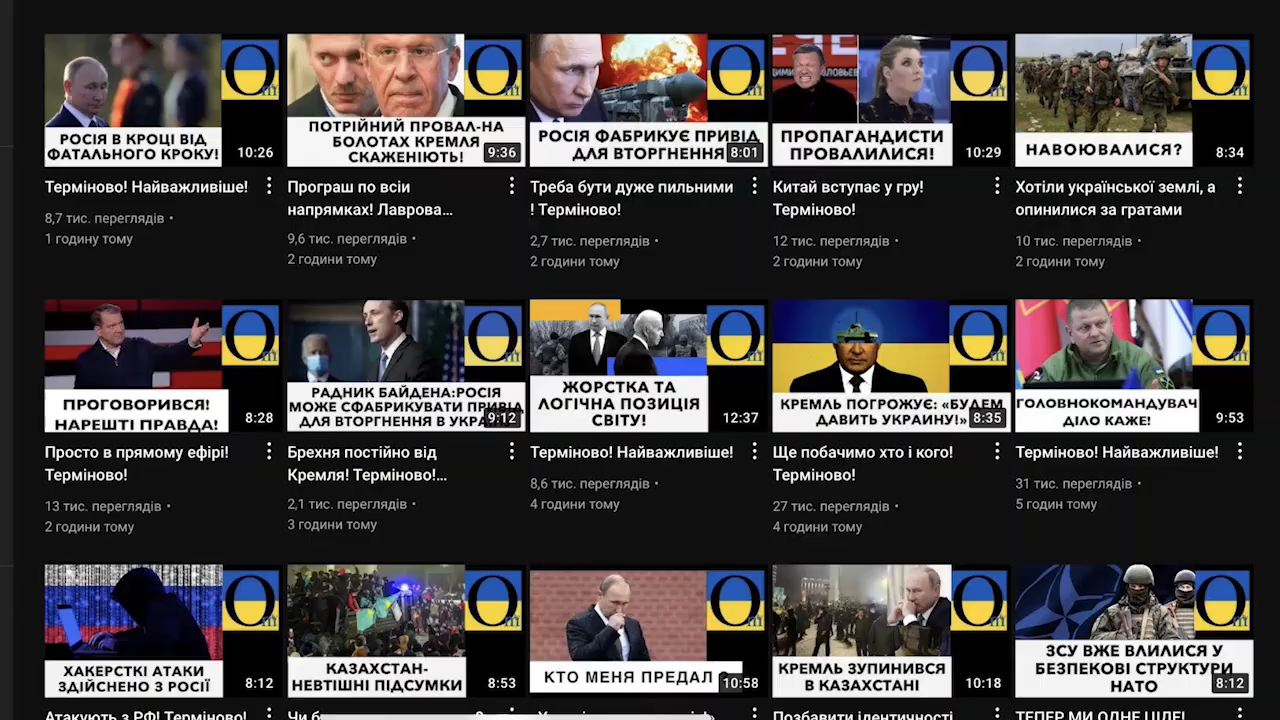 РОСІЯ В КРОЦІ ВІД
ФАТАЛЬНОГО КРОКУ!
10:26
Терміново! Найважливіше!
8,7 тис. переглядів •
1 годину тому
ПОТРІЙНИЙ ПРОВАЛ-НА
БОЛОТАХ КРЕМЛЯ
СКАЖЕНІЮТЬ!
9:36
Програш по всіи
напрямках! Лаврова…
9,6 тис. переглядів •
2 години тому
РОСІЯ ФАБРИКУЄ ПРИВІД
ДЛЯ ВТОРГНЕННЯ
8:01
Треба бути дуже пильними
! Терміново!
2,7 тис. переглядів •
2 години тому
ПРОПАГАНДИСТИ
ПРОВАЛИЛИСЯ!
10:29
Китай вступає у гру!
Терміново!
12 тис. переглядів •
2 години тому
НАВОЮВАЛИСЯ?
8:34
Хотіли української землі, а
опинилися за гратами
10 тис. переглядів •
2 години тому
ПРОГОВОРИВСЯ!
НАРЕШТІ ПРАВДА!
8:28
Просто в прямому ефірі!
Терміново!
13 тис. переглядів •
2 години тому
РАДНИК БАЙДЕНА:РОСІЯ
МОЖЕ СФАБРИКУВАТИ ПРИВІД
ДЛЯ ВТОРГНЕННЯ В
9:12
Брехня постійно від
Кремля! Терміново!…
2,1 тис. переглядів •
3 години тому
ЖОРСТКА ТА
ЛОГІЧНА ПОЗИЦІЯ
СВІТУ!
12:37
Терміново! Найважливіше!
8,6 тис. переглядів •
4 години тому
КРЕМЛЬ ПОГРОЖУЄ: «БУДЕМ
ДАВИТЬ УКРАИНУ!»
8:35
Ще побачимо хто і кого!
Терміново!
27 тис. переглядів •
4 години тому
ГОЛОВНОКОМАНДУВАЧ
ДІЛО КАЖЕ!
9:53
Терміново! Найважливіше!
31 тис. переглядів •
5 годин тому
ХАКЕРСТКІ АТАКИ
ЗДІЙСНЕНО З РОСІЇ
8:12
Атакують з РФ! Терміново!
КАЗАХСТАН-
НЕВТІШНІ ПІДСУМКИ
8:53
КТО МЕНЯ ПРЕДАЛ
10:58
КРЕМЛЬ ЗУПИНИВСЯ
В КАЗАХСТАНІ
10:18
Позбавити ідентичності
ЗСУ ВЖЕ ВЛИЛИСЯ У
БЕЗПЕКОВІ СТРУКТУРИ
НАТО
8:12
ТЕПЕР МИ ОДНЕ ЦІЛЕ!